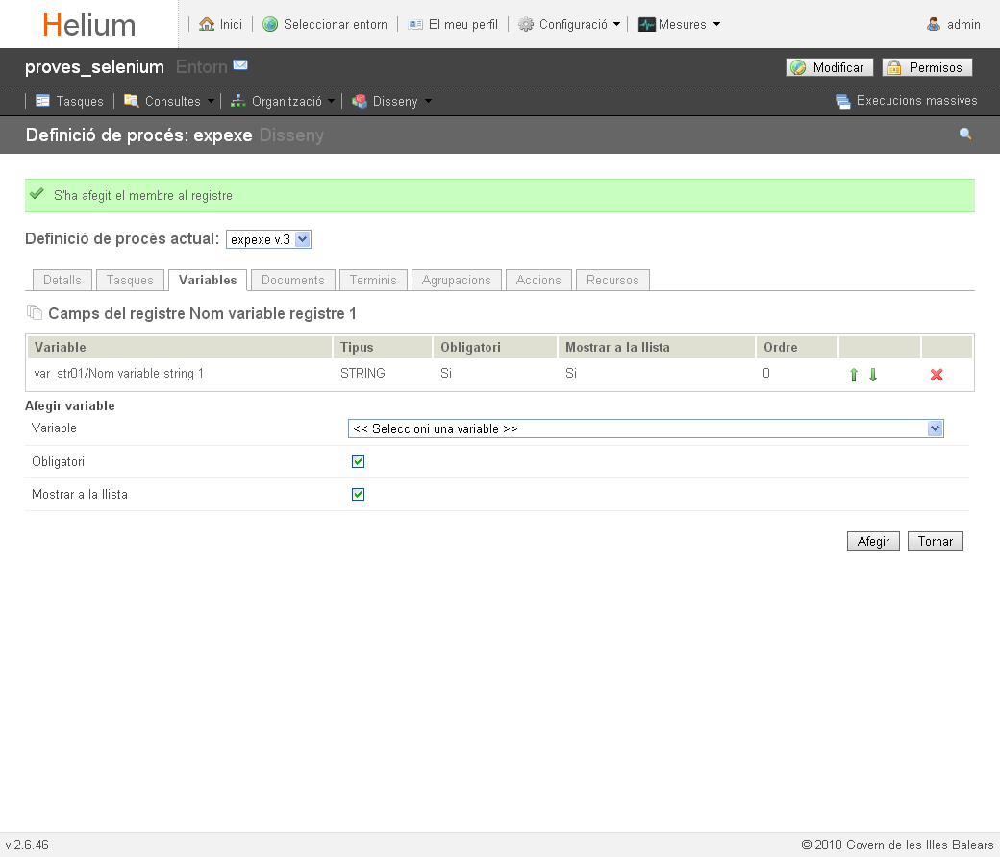 Helium
Inici
Seleccionar entorn
El meu perfil
Configuració
Mesures
admin
proves_selenium Entorn
Modificar
Permisos
Tasques
Consultes
Organització
Disseny
Execucions massives
Definició de procés: expexe Disseny
S'ha afegit el membre al registre
Definició de procés actual: expexe v.3
Detalls
Tasques
Variables
Documents
Terminis
Agrupacions
Accions
Recursos
Camps del registre Nom variable registre 1
Variable Tipus Obligatori Mostrar a la llista Ordre
var_str01/Nom variable string 1 STRING Si Si 0
Afegir variable
Variable << Seleccioni una variable >>
Obligatori
Mostrar a la llista
Afegir
Tornar
v.2.6.46
© 2010 Govern de les Illes Balears